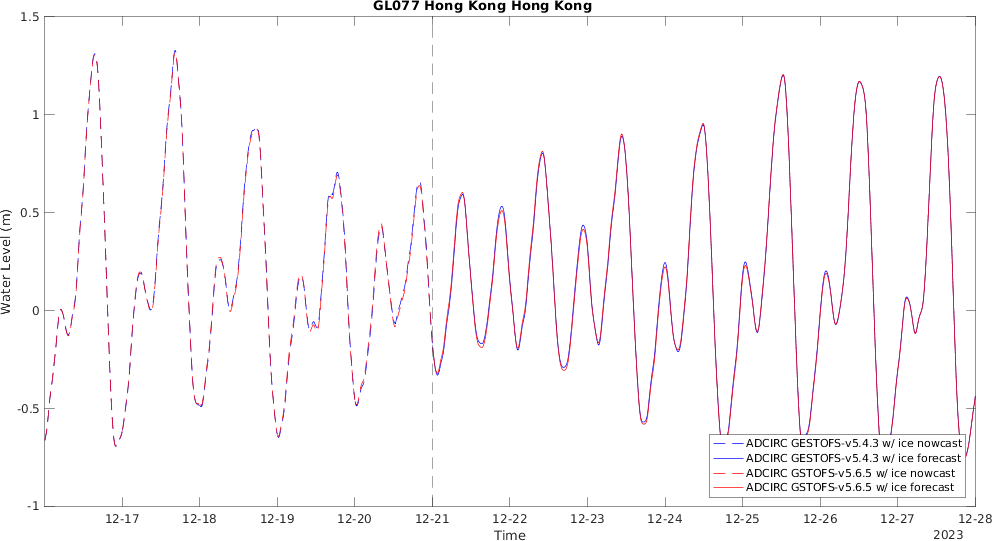 GL077 Hong Kong Hong Kong
1.5
1
0.5
0
-0.5
-1
Water Level (m)
12-17 12-18 12-19 12-20 12-21 12-22 12-23 12-24 12-25 12-26 12-27 12-28
Time
2023
ADCIRC GESTOFS-v5.4.3 w/ ice nowcast
ADCIRC GESTOFS-v5.4.3 w/ ice forecast
ADCIRC GSTOFS-v5.6.5 w/ ice nowcast
ADCIRC GSTOFS-v5.6.5 w/ ice forecast